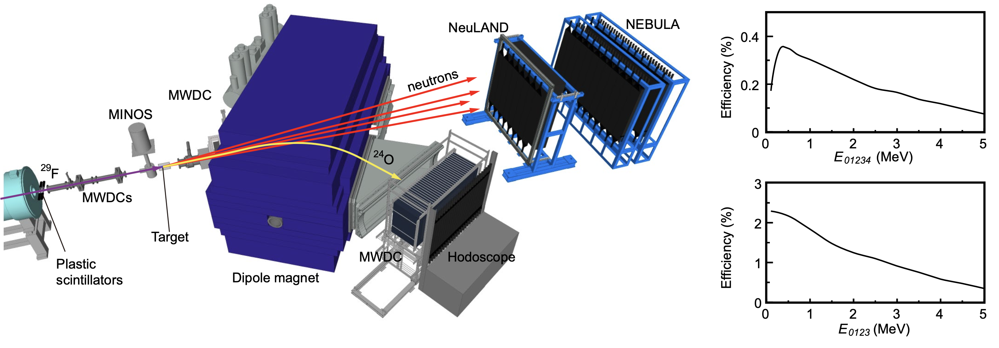 NeuLAND
NEBULA
neutrons
MWDC
MINOS
²⁹F
MWDCs
²⁴O
Target
Plastic
scintillators
MWDC
Hodoscope
Dipole magnet
Efficiency (%)
0.4
0.2
0
0 1 2 3 4 5
E₀₁₂₃₄ (MeV)
Efficiency (%)
3
2
1
0
0 1 2 3 4 5
E₀₁₂₃ (MeV)